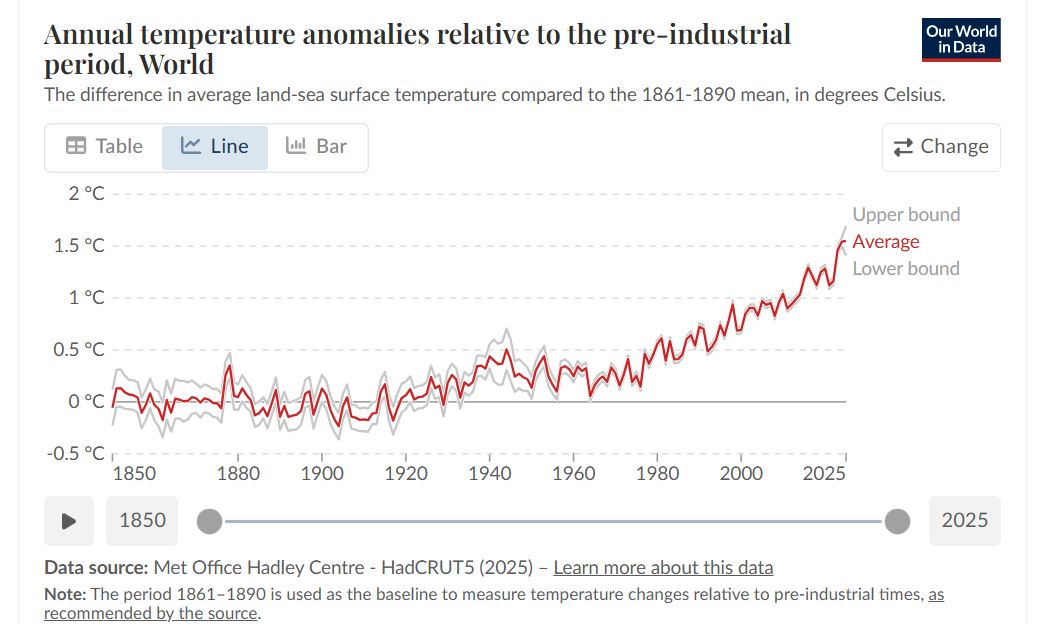 Annual temperature anomalies relative to the pre-industrial
period, World
Our World
in Data
The difference in average land-sea surface temperature compared to the 1861-1890 mean, in degrees Celsius.
Table
Line
Bar
Change
2 °C
1.5 °C
1 °C
0.5 °C
0 °C
-0.5 °C
Upper bound
Average
Lower bound
1850 1880 1900 1920 1940 1960 1980 2000 2025
1850
2025
Data source: Met Office Hadley Centre - HadCRUT5 (2025) – Learn more about this data
Note: The period 1861–1890 is used as the baseline to measure temperature changes relative to pre-industrial times, as
recommended by the source.